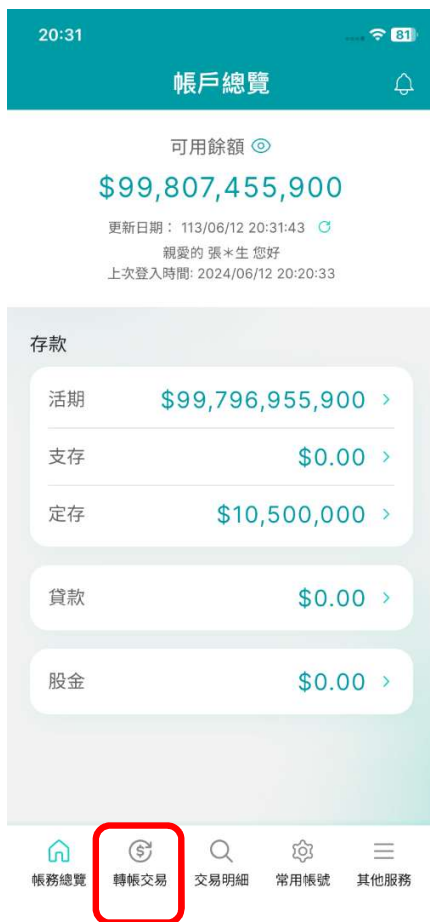 20:31 81
帳戶總覽
可用餘額
$99,807,455,900
更新日期： 113/06/12 20:31:43
親愛的 張＊生 您好
上次登入時間: 2024/06/12 20:20:33
存款
活期 $99,796,955,900
支存 $0.00
定存 $10,500,000
貸款 $0.00
股金 $0.00
帳務總覽 轉帳交易 交易明細 常用帳號 其他服務